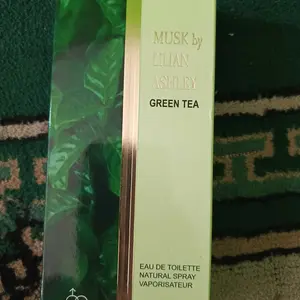 MUSK by
LILIAN
ASHLEY
GREEN TEA
EAU DE TOILETTE
NATURAL SPRAY
VAPORISATEUR